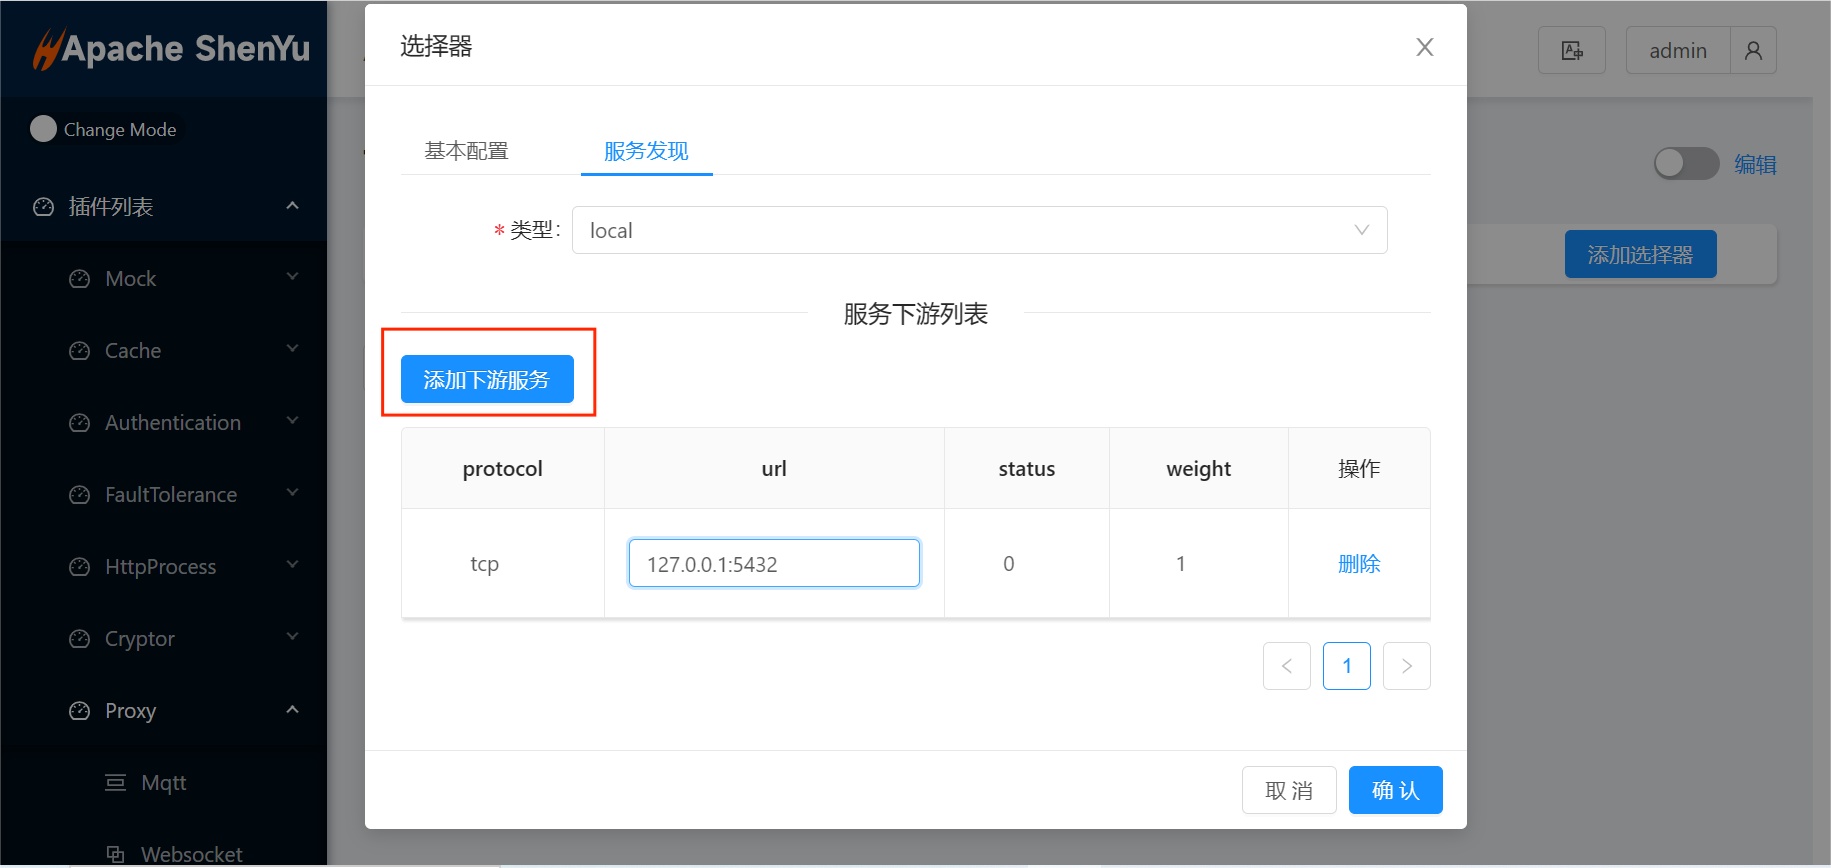 Apache ShenYu
Change Mode
插件列表
Mock
Cache
Authentication
FaultTolerance
HttpProcess
Cryptor
Proxy
Mqtt
Websocket
admin
编辑
添加选择器
选择器
基本配置
服务发现
* 类型:
local
服务下游列表
添加下游服务
protocol url status weight 操作
tcp 127.0.0.1:5432 0 1 删除
< 1 >
取 消
确 认